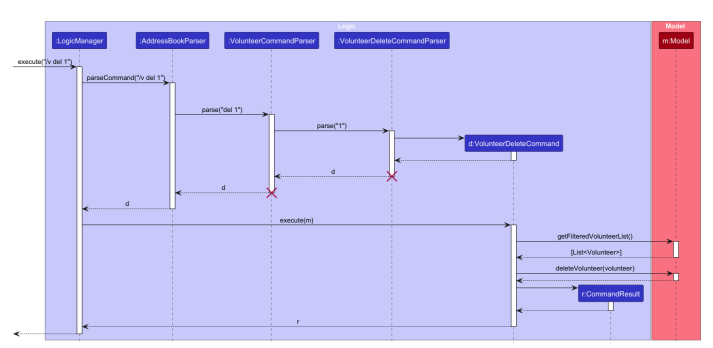 Logic
Model
:LogicManager
:AddressBookParser
:VolunteerCommandParser
:VolunteerDeleteCommandParser
m:Model
execute("/v del 1")
parseCommand("/v del 1")
parse("del 1")
parse("1")
d:VolunteerDeleteCommand
d
d
d
execute(m)
getFilteredVolunteerList()
[List<Volunteer>]
deleteVolunteer(volunteer)
r:CommandResult
r